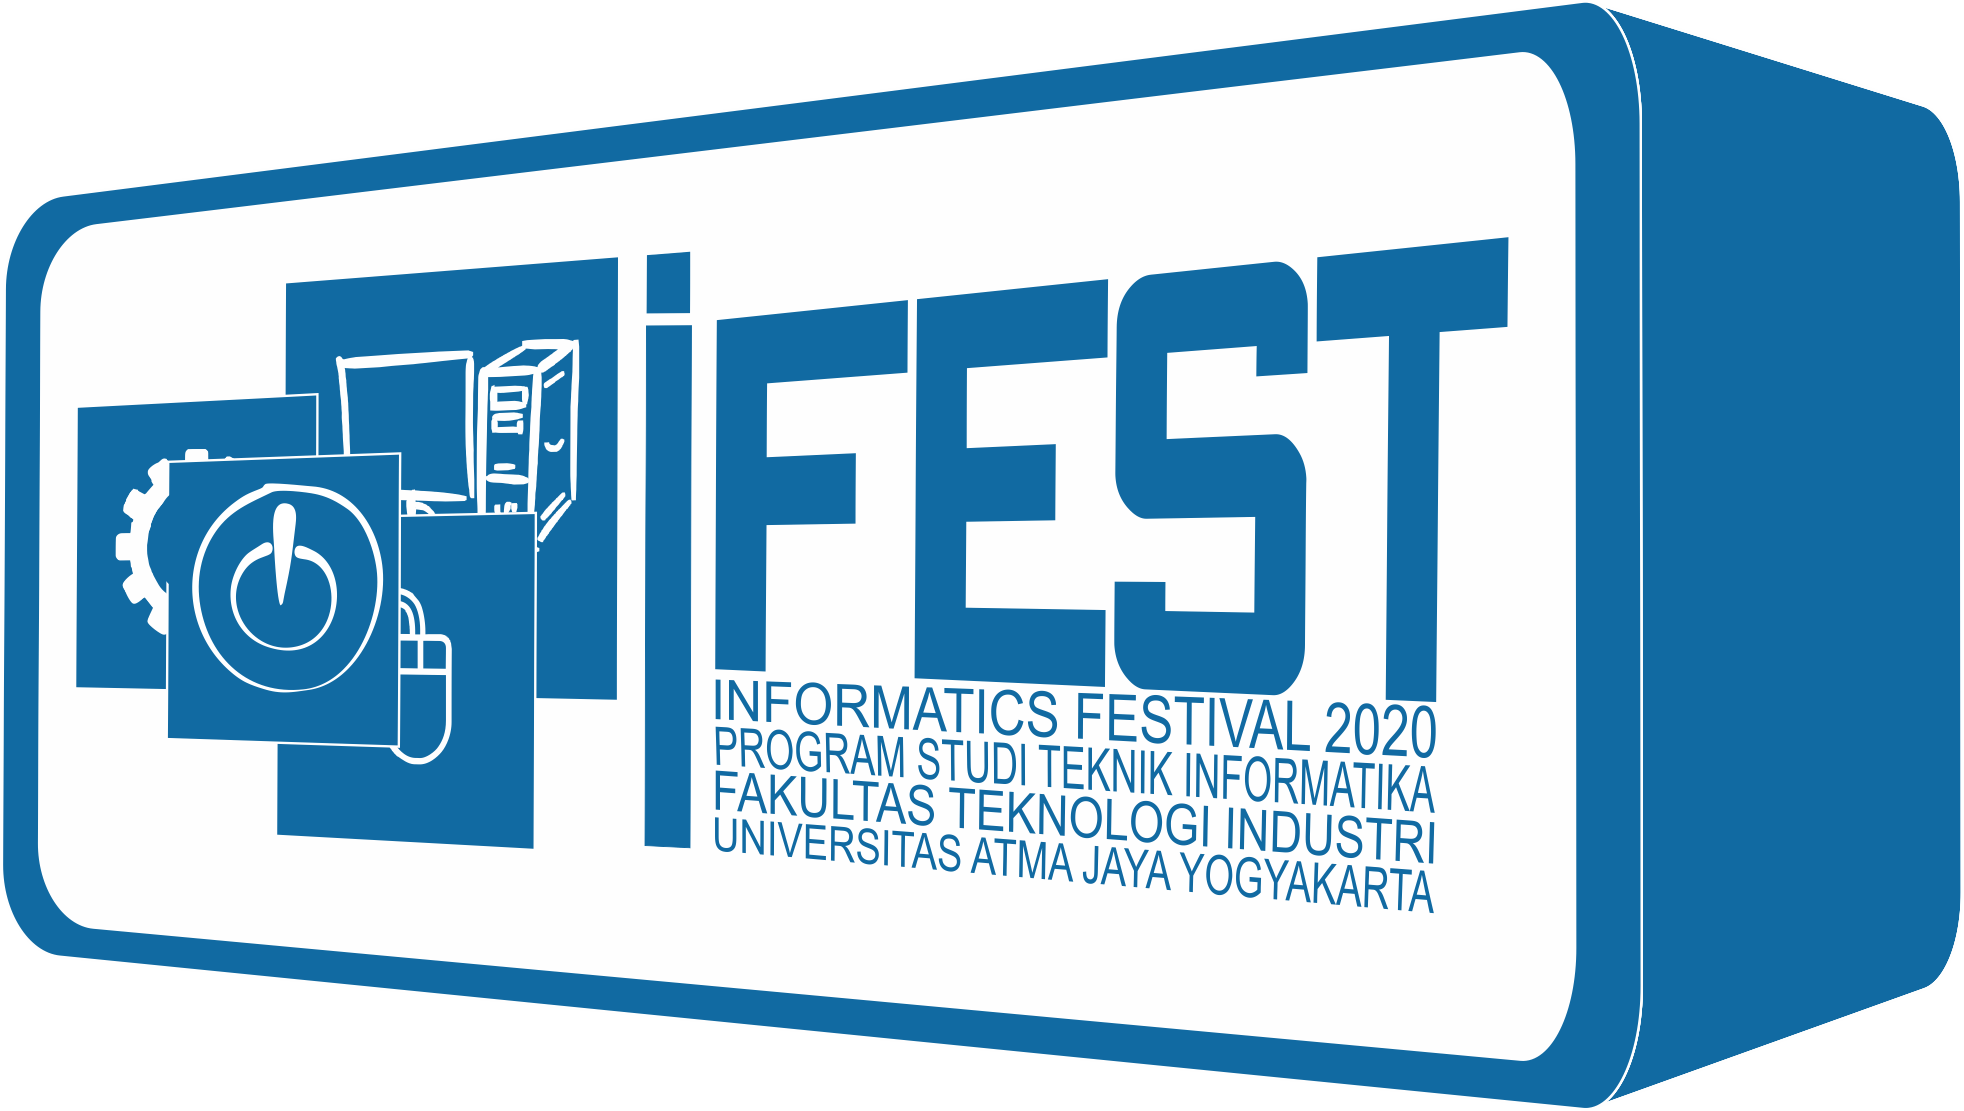 iFEST
INFORMATICS FESTIVAL 2020
PROGRAM STUDI TEKNIK INFORMATIKA
FAKULTAS TEKNOLOGI INDUSTRI
UNIVERSITAS ATMA JAYA YOGYAKARTA